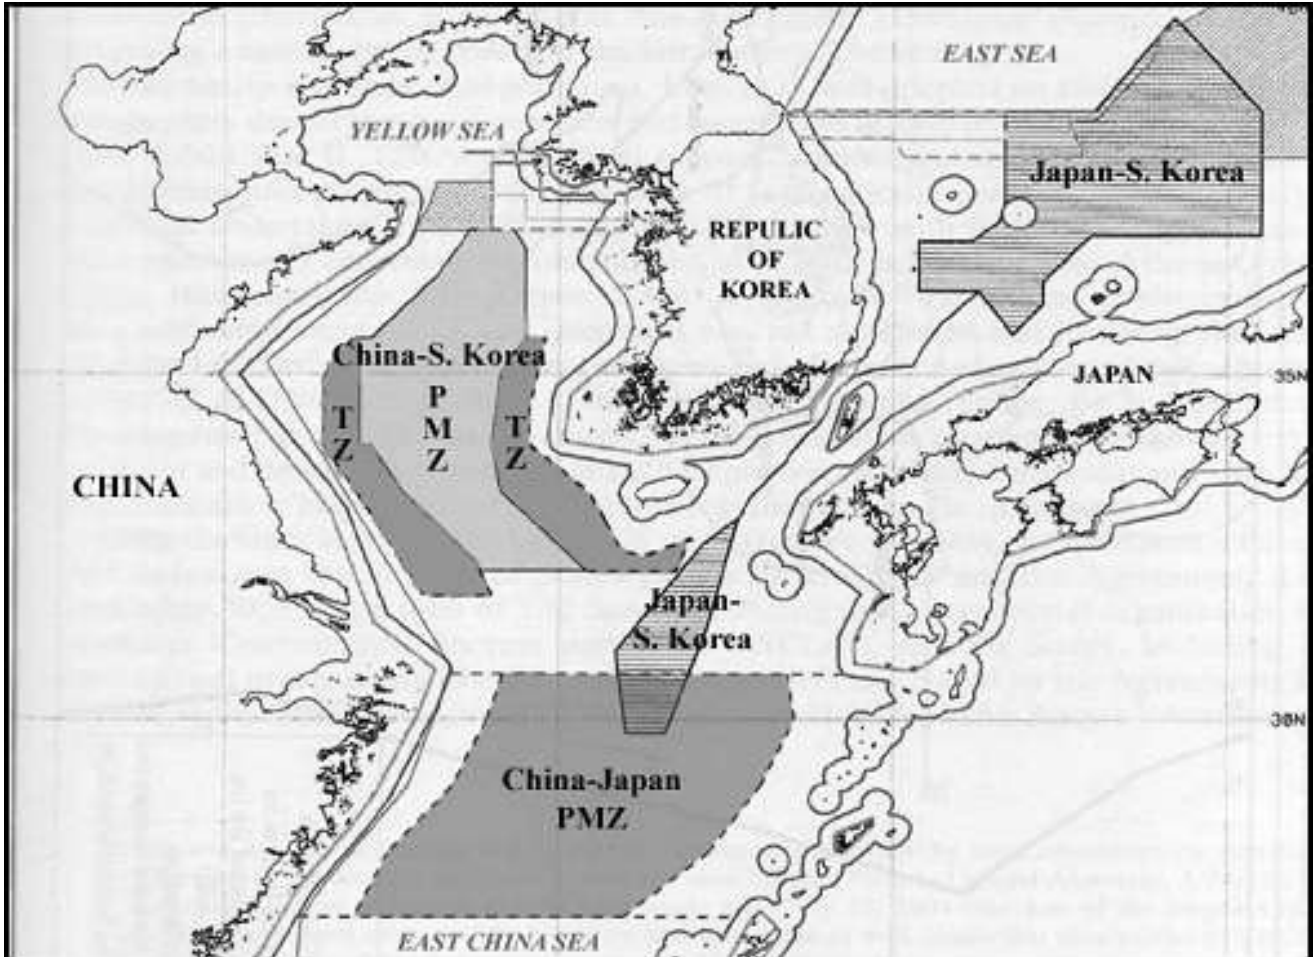 EAST SEA
YELLOW SEA
Japan-S. Korea
REPULIC
OF
KOREA
China-S. Korea
P
M
Z
T
Z
T
Z
35N
JAPAN
CHINA
Japan-
S. Korea
30N
China-Japan
PMZ
EAST CHINA SEA